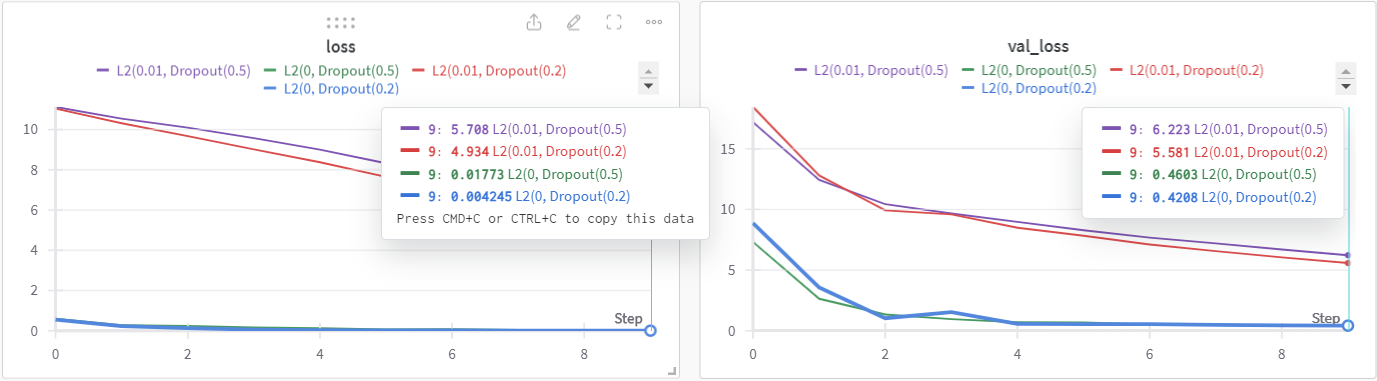 loss
L2(0.01, Dropout(0.5) L2(0, Dropout(0.5) L2(0.01, Dropout(0.2)
L2(0, Dropout(0.2)
10
8
6
4
2
0
0 2 4 6 8
Step
9: 5.708 L2(0.01, Dropout(0.5)
9: 4.934 L2(0.01, Dropout(0.2)
9: 0.01773 L2(0, Dropout(0.5)
9: 0.004245 L2(0, Dropout(0.2)
Press CMD+C or CTRL+C to copy this data
val_loss
L2(0.01, Dropout(0.5) L2(0, Dropout(0.5) L2(0.01, Dropout(0.2)
L2(0, Dropout(0.2)
15
10
5
0
0 2 4 6 8
Step
9: 6.223 L2(0.01, Dropout(0.5)
9: 5.581 L2(0.01, Dropout(0.2)
9: 0.4603 L2(0, Dropout(0.5)
9: 0.4208 L2(0, Dropout(0.2)